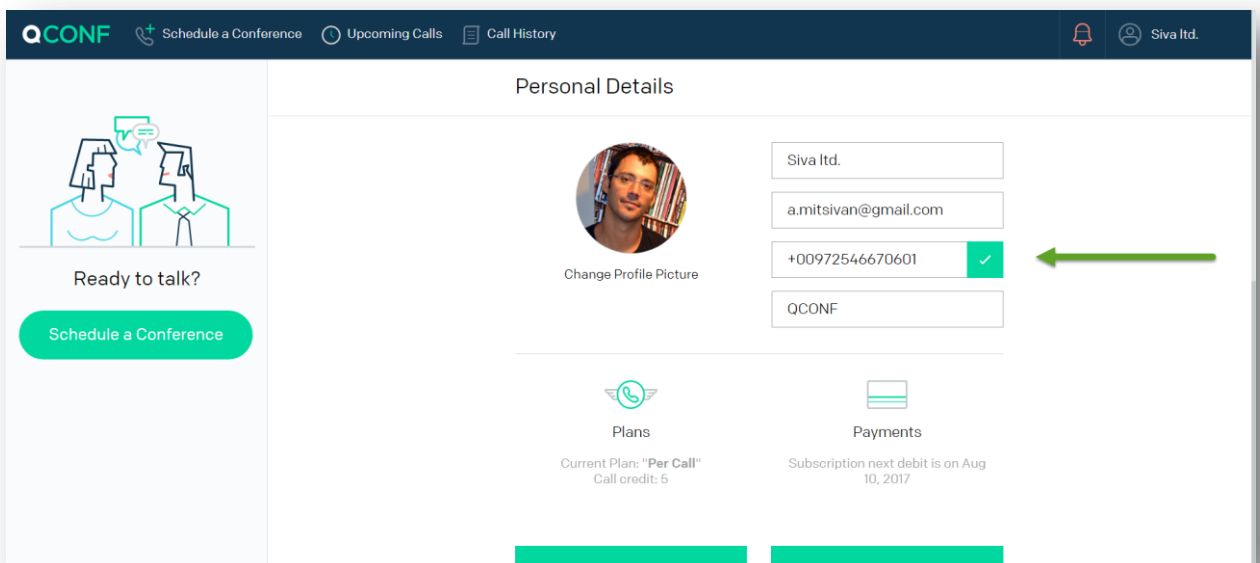 QCONF
Schedule a Conference
Upcoming Calls
Call History
Siva ltd.
Personal Details
Ready to talk?
Schedule a Conference
Change Profile Picture
Siva ltd.
a.mitsivan@gmail.com
+00972546670601
QCONF
Plans
Current Plan: "Per Call"
Call credit: 5
Payments
Subscription next debit is on Aug
10, 2017